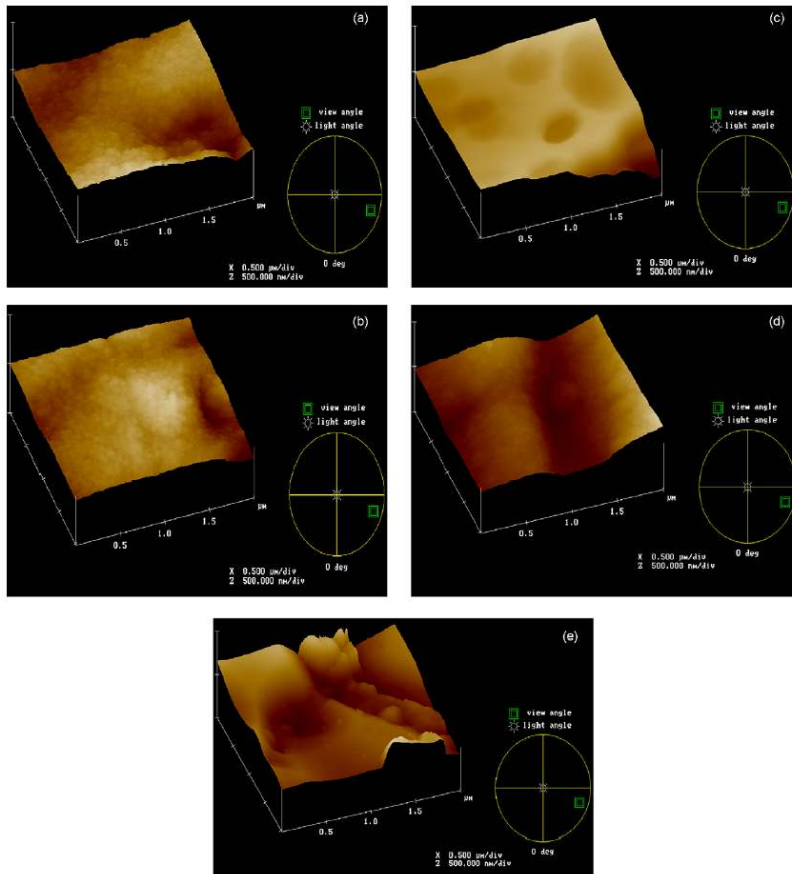 (a)
view angle
light angle
0.5
1.0
1.5
µm
0 deg
X 0.500 µm/div
Z 500.000 nm/div
(c)
view angle
light angle
0.5
1.0
1.5
µm
0 deg
X 0.500 µm/div
Z 500.000 nm/div
(b)
view angle
light angle
0.5
1.0
1.5
µm
0 deg
X 0.500 µm/div
Z 500.000 nm/div
(d)
view angle
light angle
0.5
1.0
1.5
µm
0 deg
X 0.500 µm/div
Z 500.000 nm/div
(e)
view angle
light angle
0.5
1.0
1.5
µm
0 deg
X 0.500 µm/div
Z 500.000 nm/div